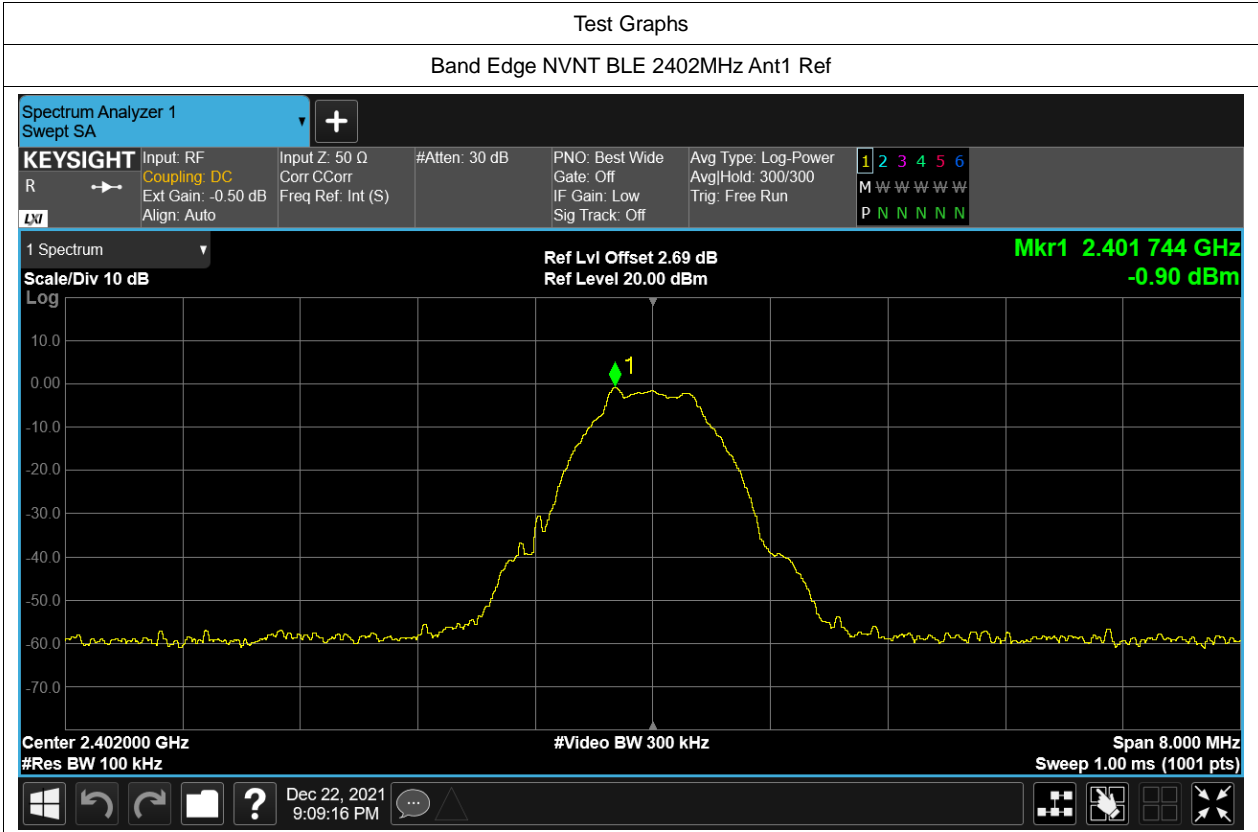 Test Graphs
Band Edge NVNT BLE 2402MHz Ant1 Ref
Spectrum Analyzer 1
Swept SA
KEYSIGHT
R
LXI
Input: RF
Coupling: DC
Ext Gain: -0.50 dB
Align: Auto
Input Z: 50 Ω
Corr CCorr
Freq Ref: Int (S)
#Atten: 30 dB
PNO: Best Wide
Gate: Off
IF Gain: Low
Sig Track: Off
Avg Type: Log-Power
Avg|Hold: 300/300
Trig: Free Run
1 2 3 4 5 6
M W W W W W
P N N N N N
1 Spectrum
Scale/Div 10 dB
Log
Ref Lvl Offset 2.69 dB
Ref Level 20.00 dBm
Mkr1 2.401 744 GHz
-0.90 dBm
10.0
0.00
-10.0
-20.0
-30.0
-40.0
-50.0
-60.0
-70.0
1
Center 2.402000 GHz
#Res BW 100 kHz
#Video BW 300 kHz
Span 8.000 MHz
Sweep 1.00 ms (1001 pts)
?
Dec 22, 2021
9:09:16 PM